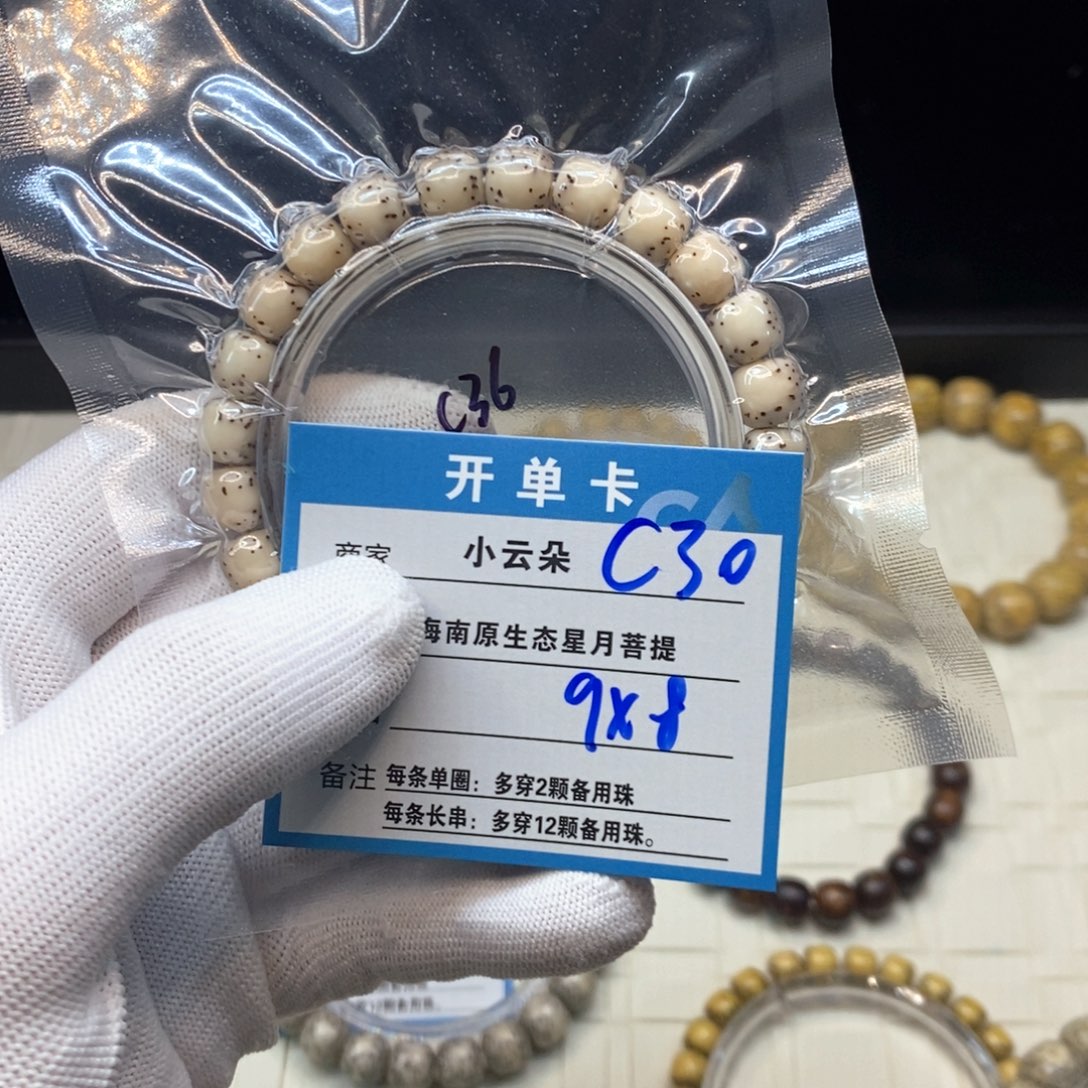 C36
开单卡
商家 小云朵 C30
海南原生态星月菩提
9x8
备注 每条单圈：多穿2颗备用珠
每条长串：多穿12颗备用珠。